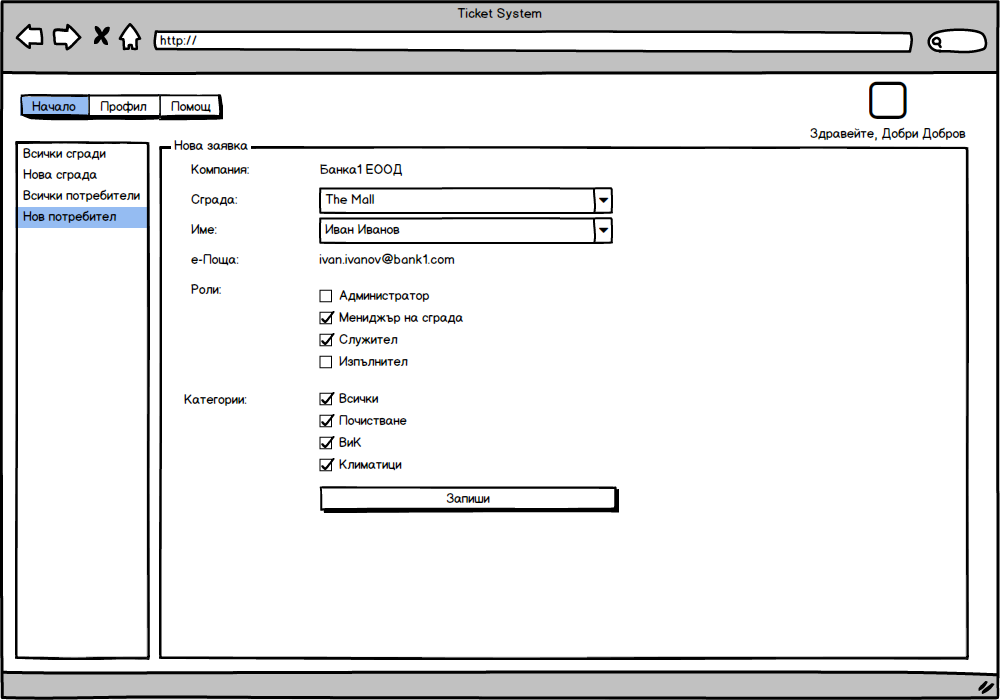 Ticket System
http://
Начало Профил Помощ
Здравейте, Добри Добров
Всички сгради
Нова сграда
Всички потребители
Нов потребител
Нова заявка
Компания: Банка1 ЕООД
Сграда: The Mall
Име: Иван Иванов
е-Поща: ivan.ivanov@bank1.com
Роли:
Администратор
Мениджър на сграда
Служител
Изпълнител
Категории: Всички
Почистване
ВиК
Климатици
Запиши